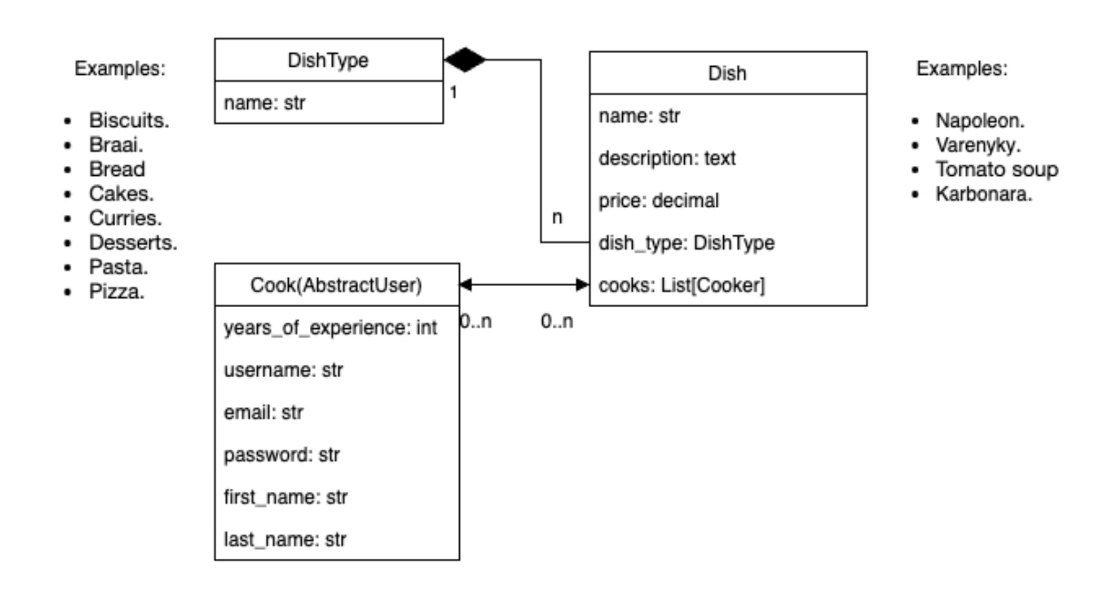 Examples:
• Biscuits.
• Braai.
• Bread
• Cakes.
• Curries.
• Desserts.
• Pasta.
• Pizza.
DishType
name: str
1
n
Dish
name: str
description: text
price: decimal
dish_type: DishType
cooks: List[Cooker]
Examples:
• Napoleon.
• Varenyky.
• Tomato soup
• Karbonara.
Cook(AbstractUser)
years_of_experience: int
username: str
email: str
password: str
first_name: str
last_name: str
0..n
0..n